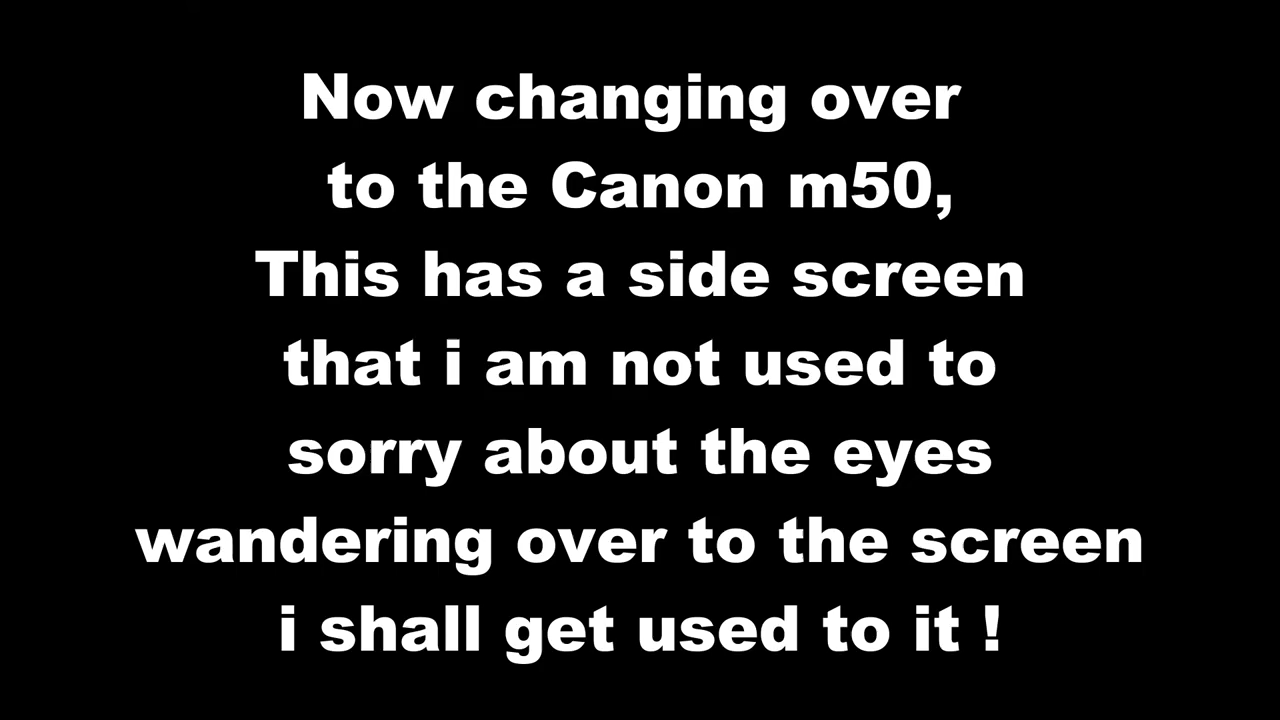 Now changing over
to the Canon m50,
This has a side screen
that i am not used to
sorry about the eyes
wandering over to the screen
i shall get used to it !